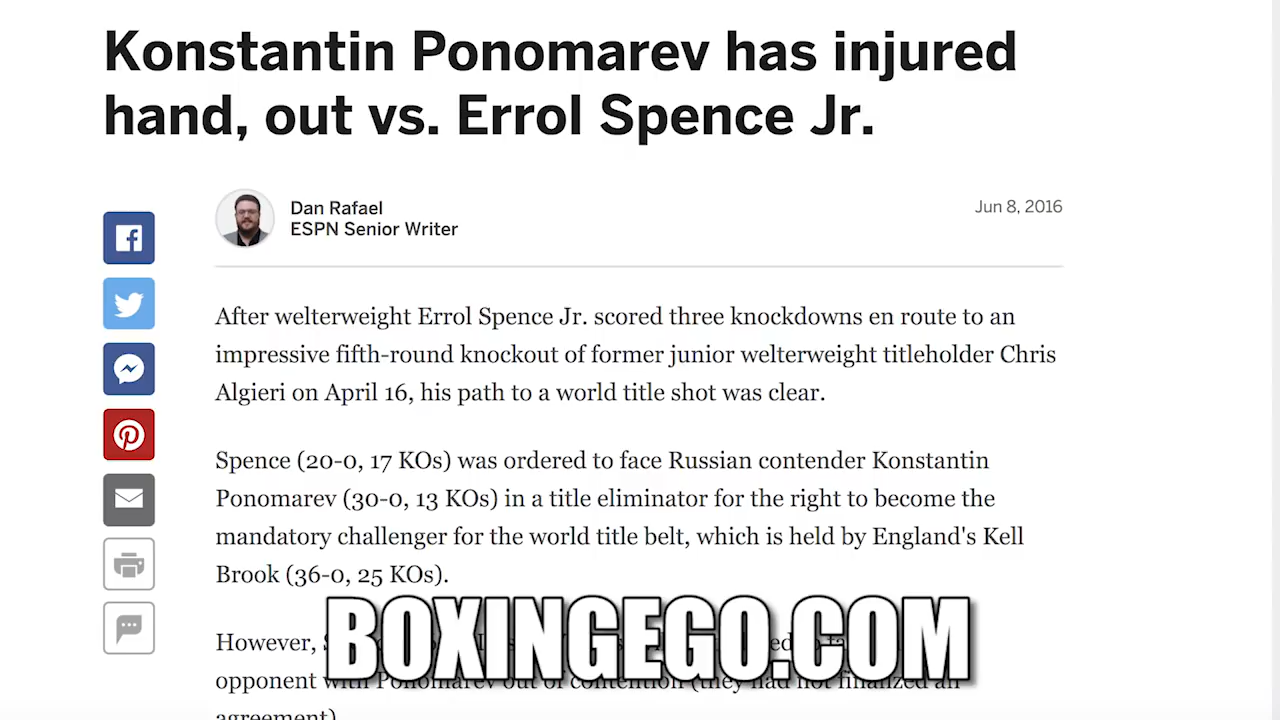 Konstantin Ponomarev has injured
hand, out vs. Errol Spence Jr.
Dan Rafael
ESPN Senior Writer
Jun 8, 2016
After welterweight Errol Spence Jr. scored three knockdowns en route to an
impressive fifth-round knockout of former junior welterweight titleholder Chris
Algieri on April 16, his path to a world title shot was clear.
Spence (20-0, 17 KOs) was ordered to face Russian contender Konstantin
Ponomarev (30-0, 13 KOs) in a title eliminator for the right to become the
mandatory challenger for the world title belt, which is held by England's Kell
Brook (36-0, 25 KOs).
However,
BOXINGEGO.COM
opponent with Ponomarev out of contention (they had not finalized an
agreement)